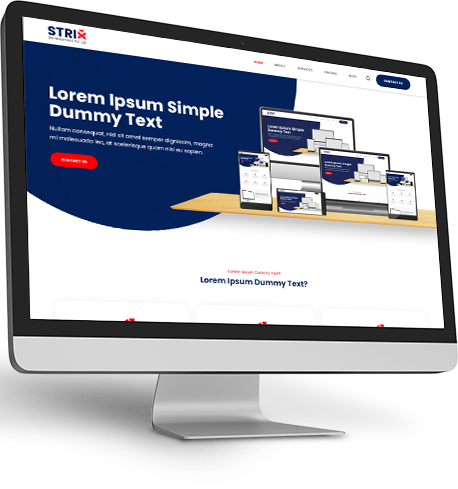 STRIX
HOME ABOUT SERVICES PRICING BLOG CONTACT US
Lorem Ipsum Simple
Dummy Text
Nullam consequat, nisl sit amet semper dignissim, magna
mi malesuada leo, at scelerisque quam nisi eu sapien.
CONTACT US
Lorem Ipsum Dummy Text?
Lorem Ipsum Dummy Text?